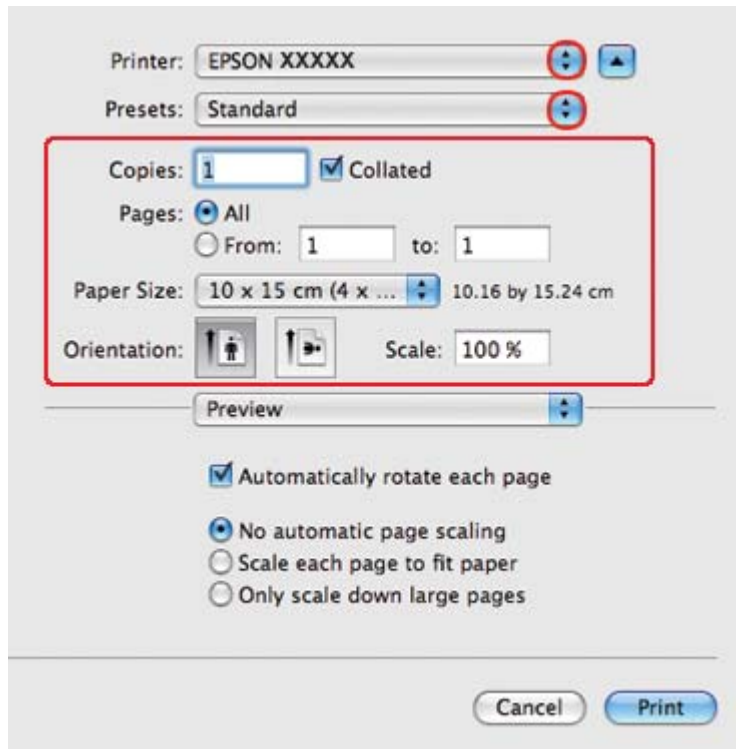 Printer: EPSON XXXXX
Presets: Standard
Copies: 1 Collated
Pages: All
From: 1 to: 1
Paper Size: 10 x 15 cm (4 x ... 10.16 by 15.24 cm
Orientation: Scale: 100 %
Preview
Automatically rotate each page
No automatic page scaling
Scale each page to fit paper
Only scale down large pages
Cancel Print